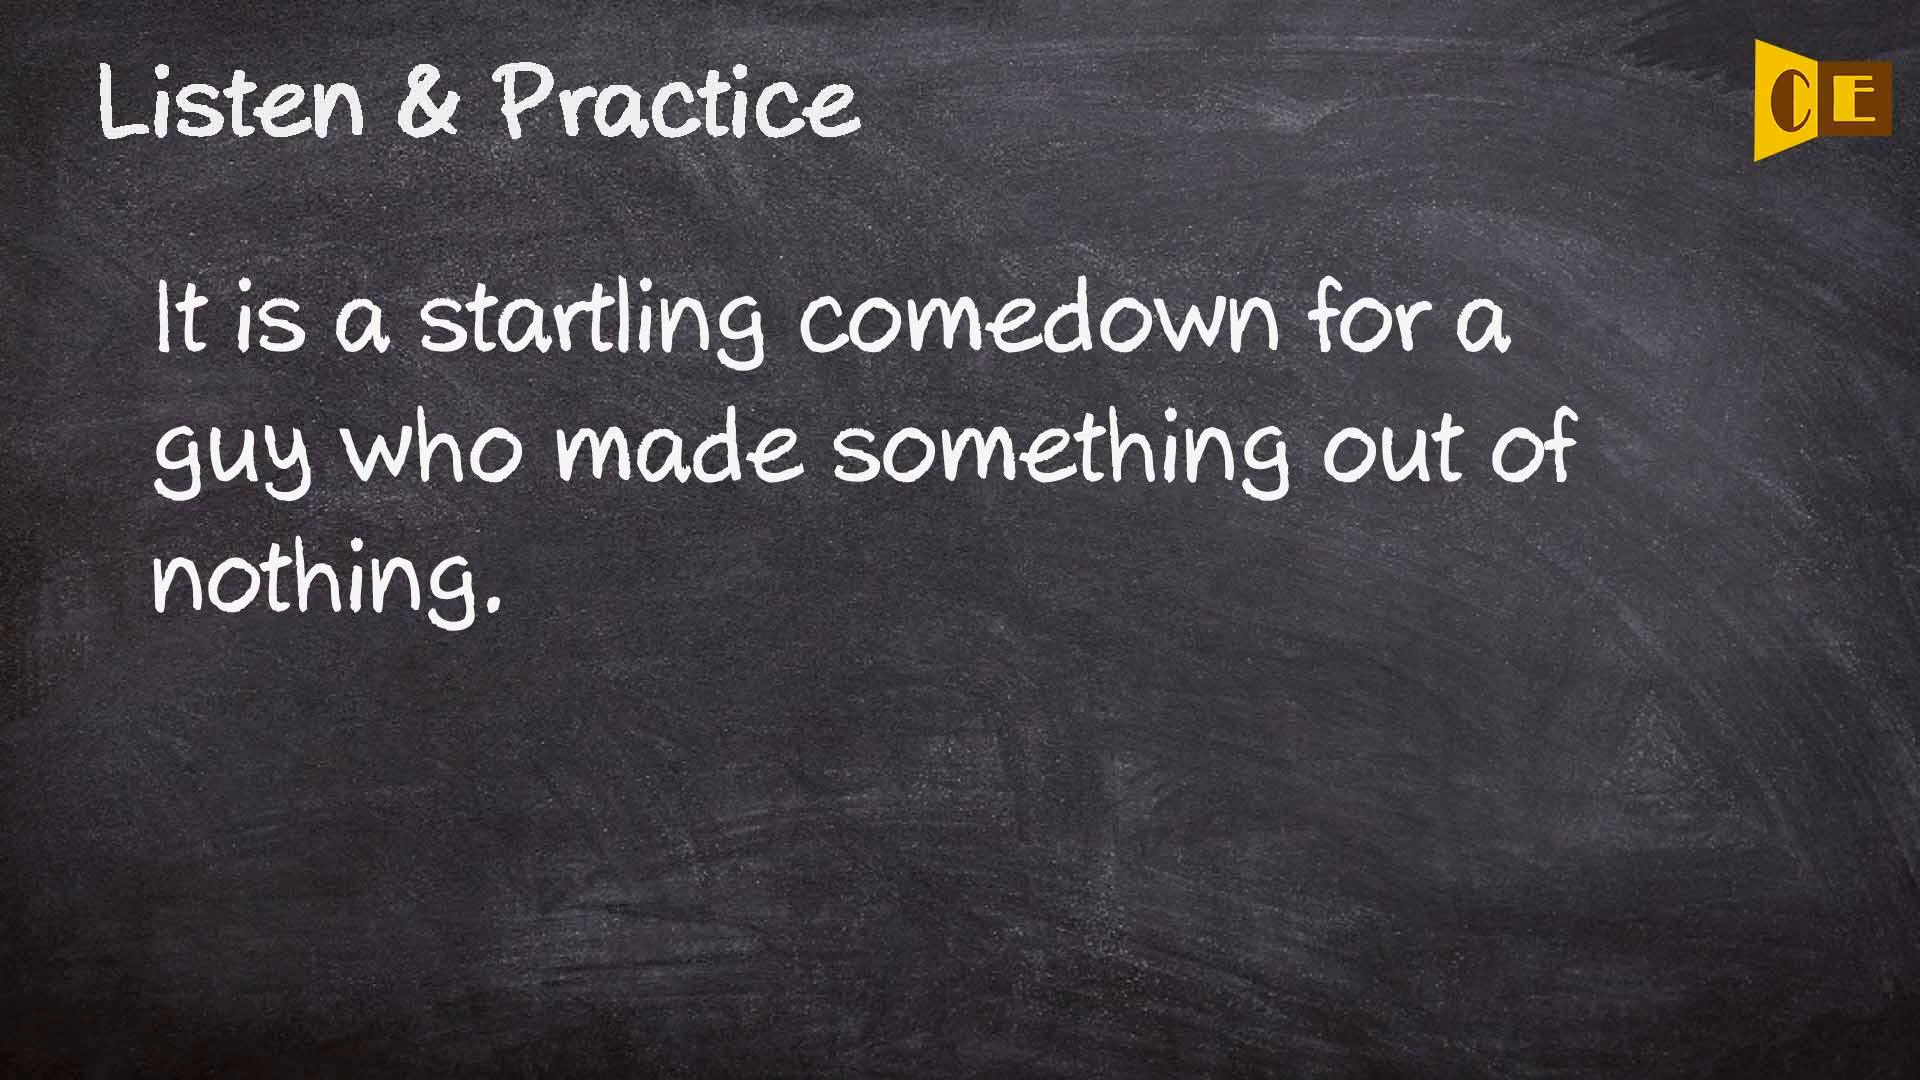 Listen & Practice
CE
It is a startling comedown for a
guy who made something out of
nothing.